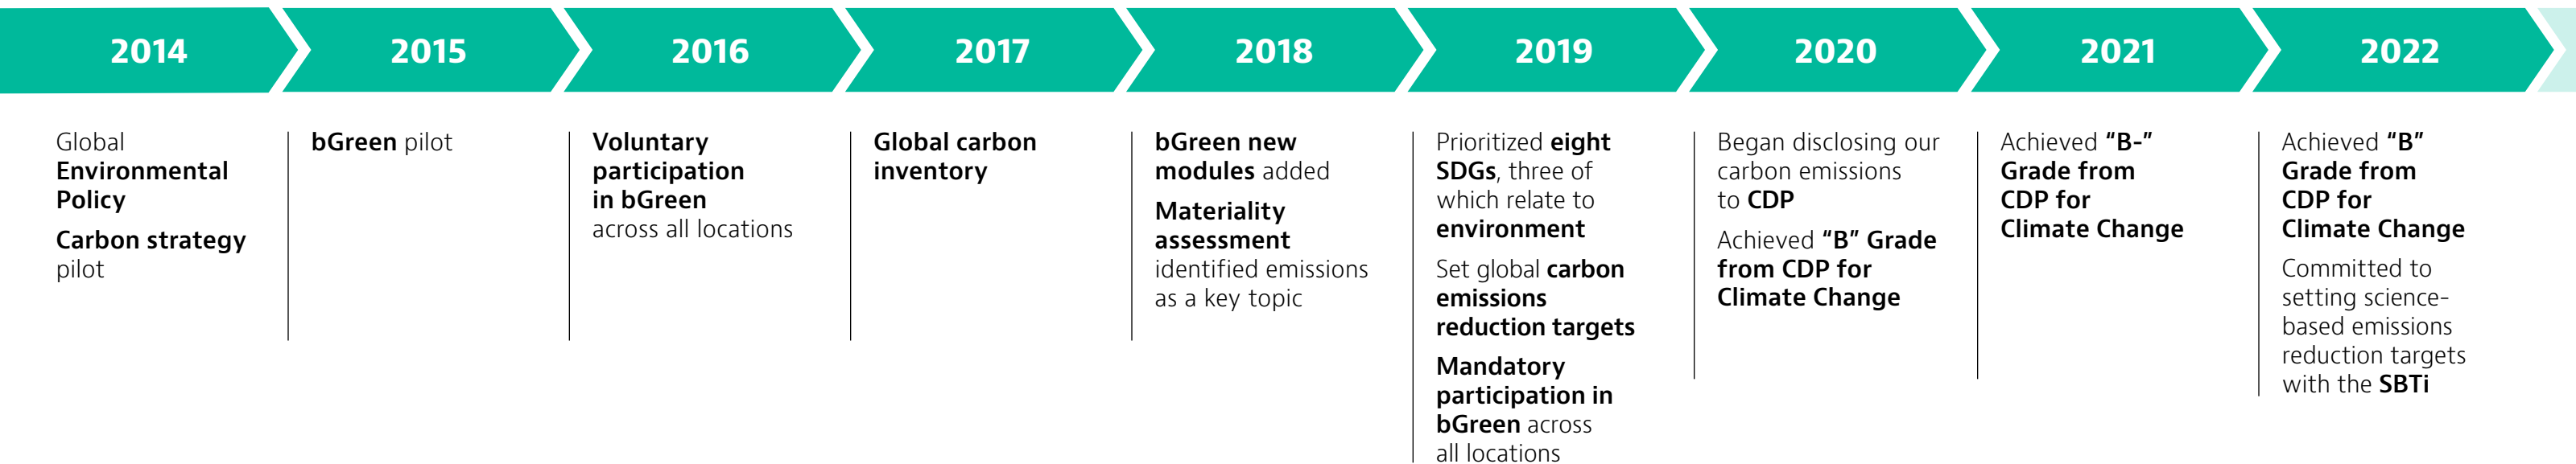 2014
2015
2016
2017
2018
2019
2020
2021
2022
Global
Environmental
Policy
Carbon strategy
pilot
bGreen pilot
Voluntary
participation
in bGreen
across all locations
Global carbon
inventory
bGreen new
modules added
Materiality
assessment
identified emissions
as a key topic
Prioritized eight
SDGs, three of
which relate to
environment
Set global carbon
emissions
reduction targets
Mandatory
participation in
bGreen across
all locations
Began disclosing our
carbon emissions
to CDP
Achieved “B” Grade
from CDP for
Climate Change
Achieved “B-”
Grade from
CDP for
Climate Change
Achieved “B”
Grade from
CDP for
Climate Change
Committed to
setting science-
based emissions
reduction targets
with the SBTi